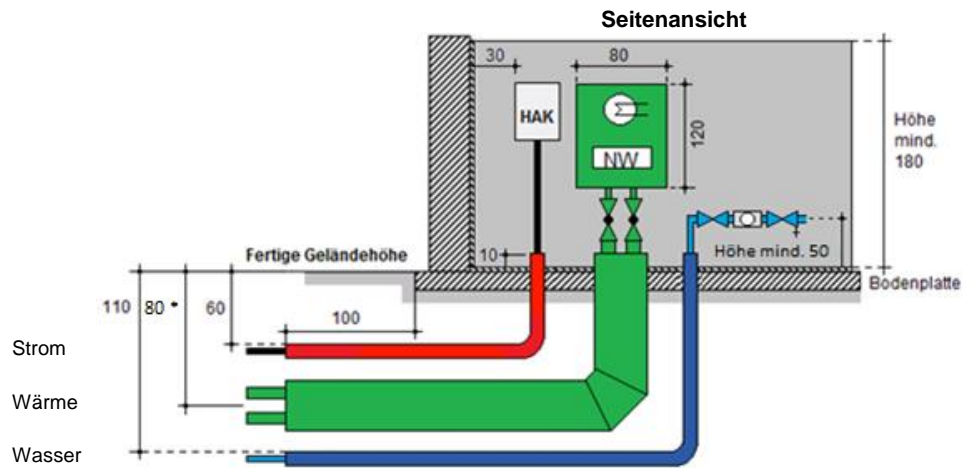 Seitenansicht
30
80
HAK
NW
120
Höhe
mind.
180
10
Höhe mind. 50
Fertige Geländehöhe
Bodenplatte
110
80 *
60
100
Strom
Wärme
Wasser